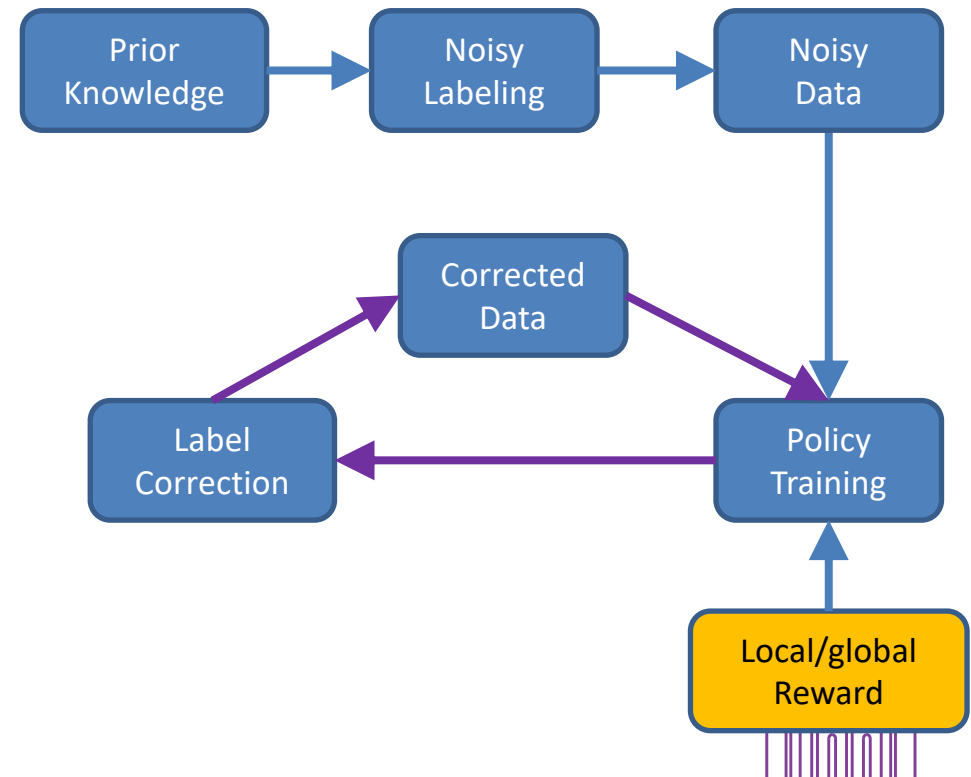 Prior
Knowledge
Noisy
Labeling
Noisy
Data
Corrected
Data
Label
Correction
Policy
Training
Local/global
Reward